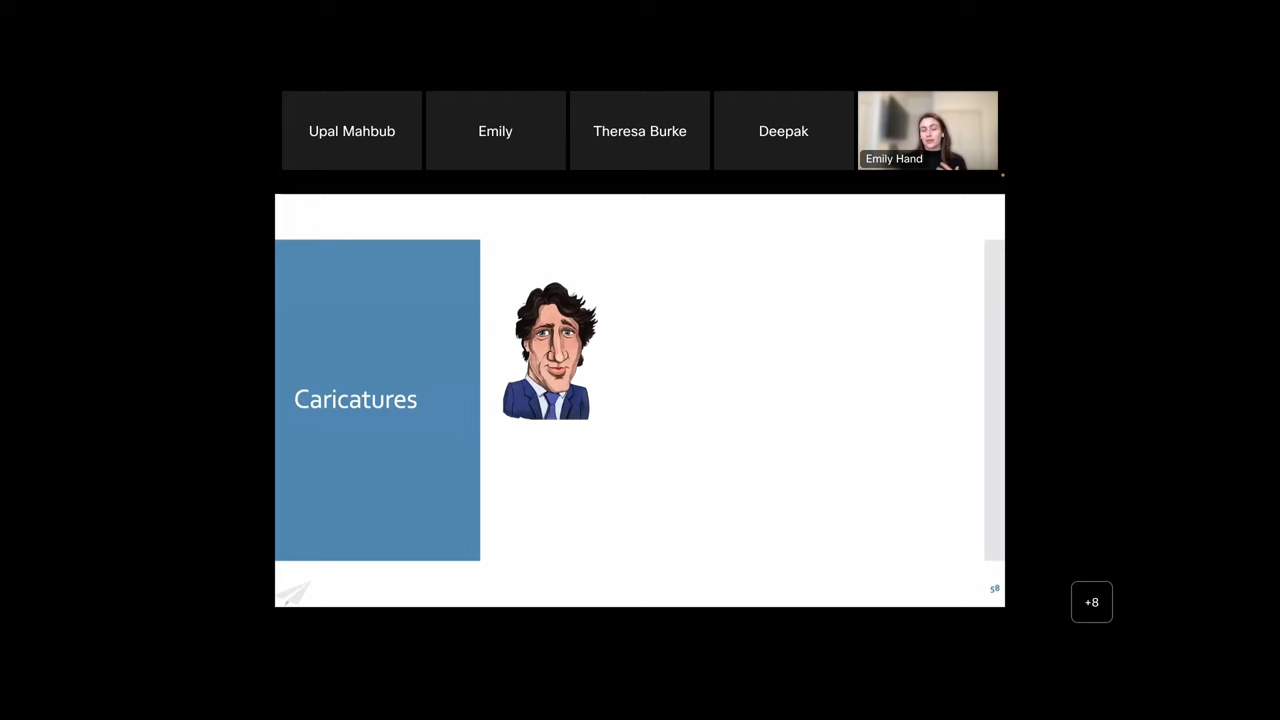 Upal Mahbub
Emily
Theresa Burke
Deepak
Emily Hand
Caricatures
58
+8